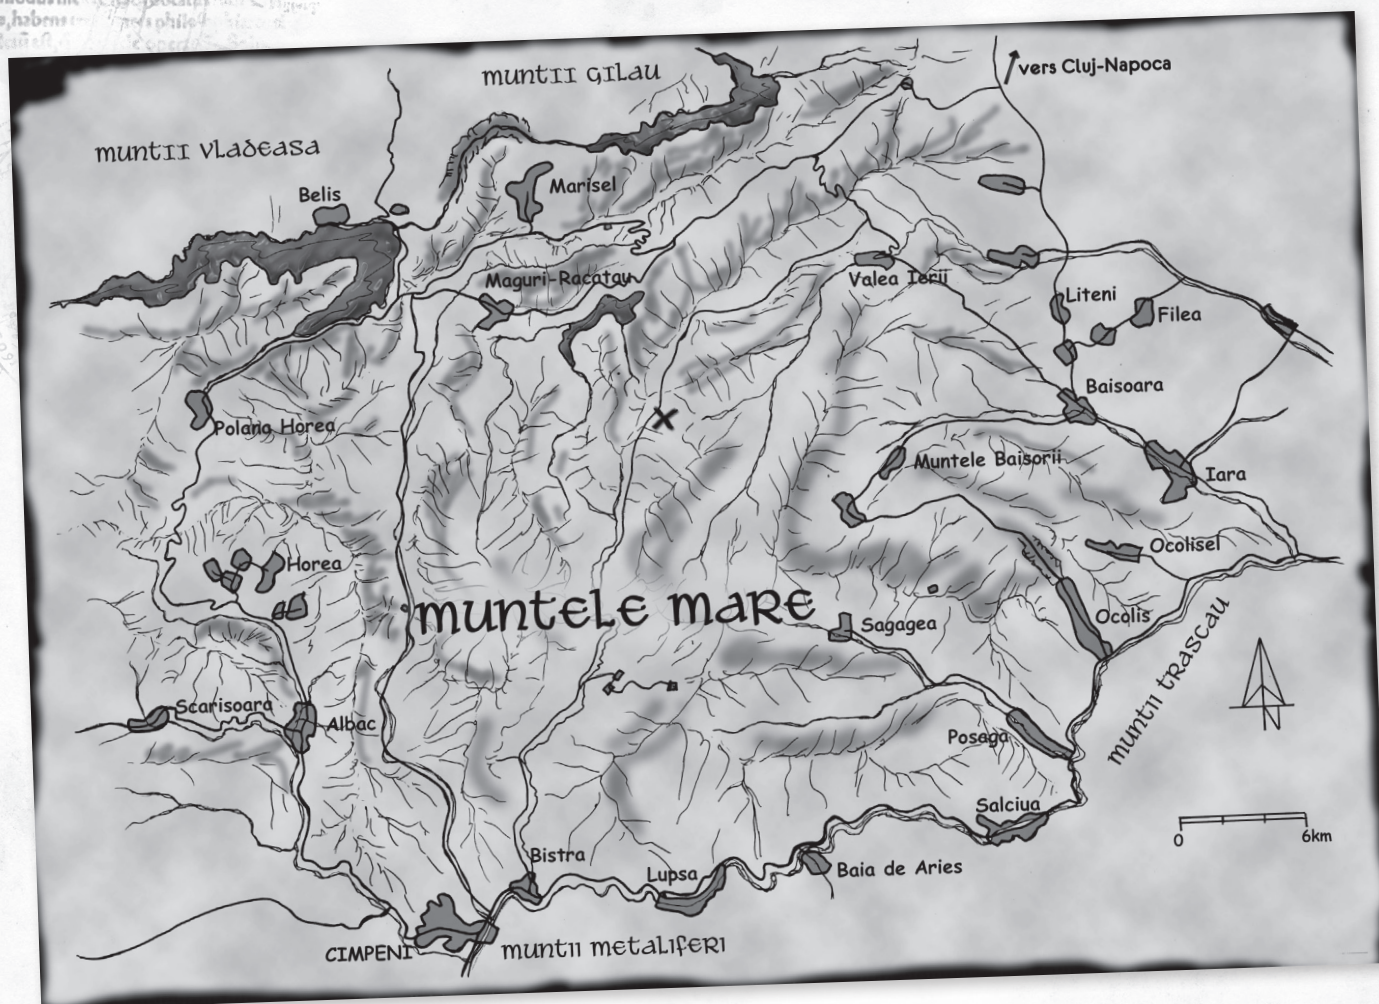 muntii Gilau
vers Cluj-Napoca
muntii vladeasa
Belis
Marisel
Maguri-Racatau
Valea Ierii
Liteni
Filea
Baisoara
Polana Horea
Muntele Baisorii
Iara
Ocolisel
Horea
muntele mare
Ocolis
Sagagea
muntii trascau
Scarisoara
Albac
Posaga
N
Salciua
0 6km
Bistra
Lupsa
Baia de Aries
CIMPENI
muntii metaliferi